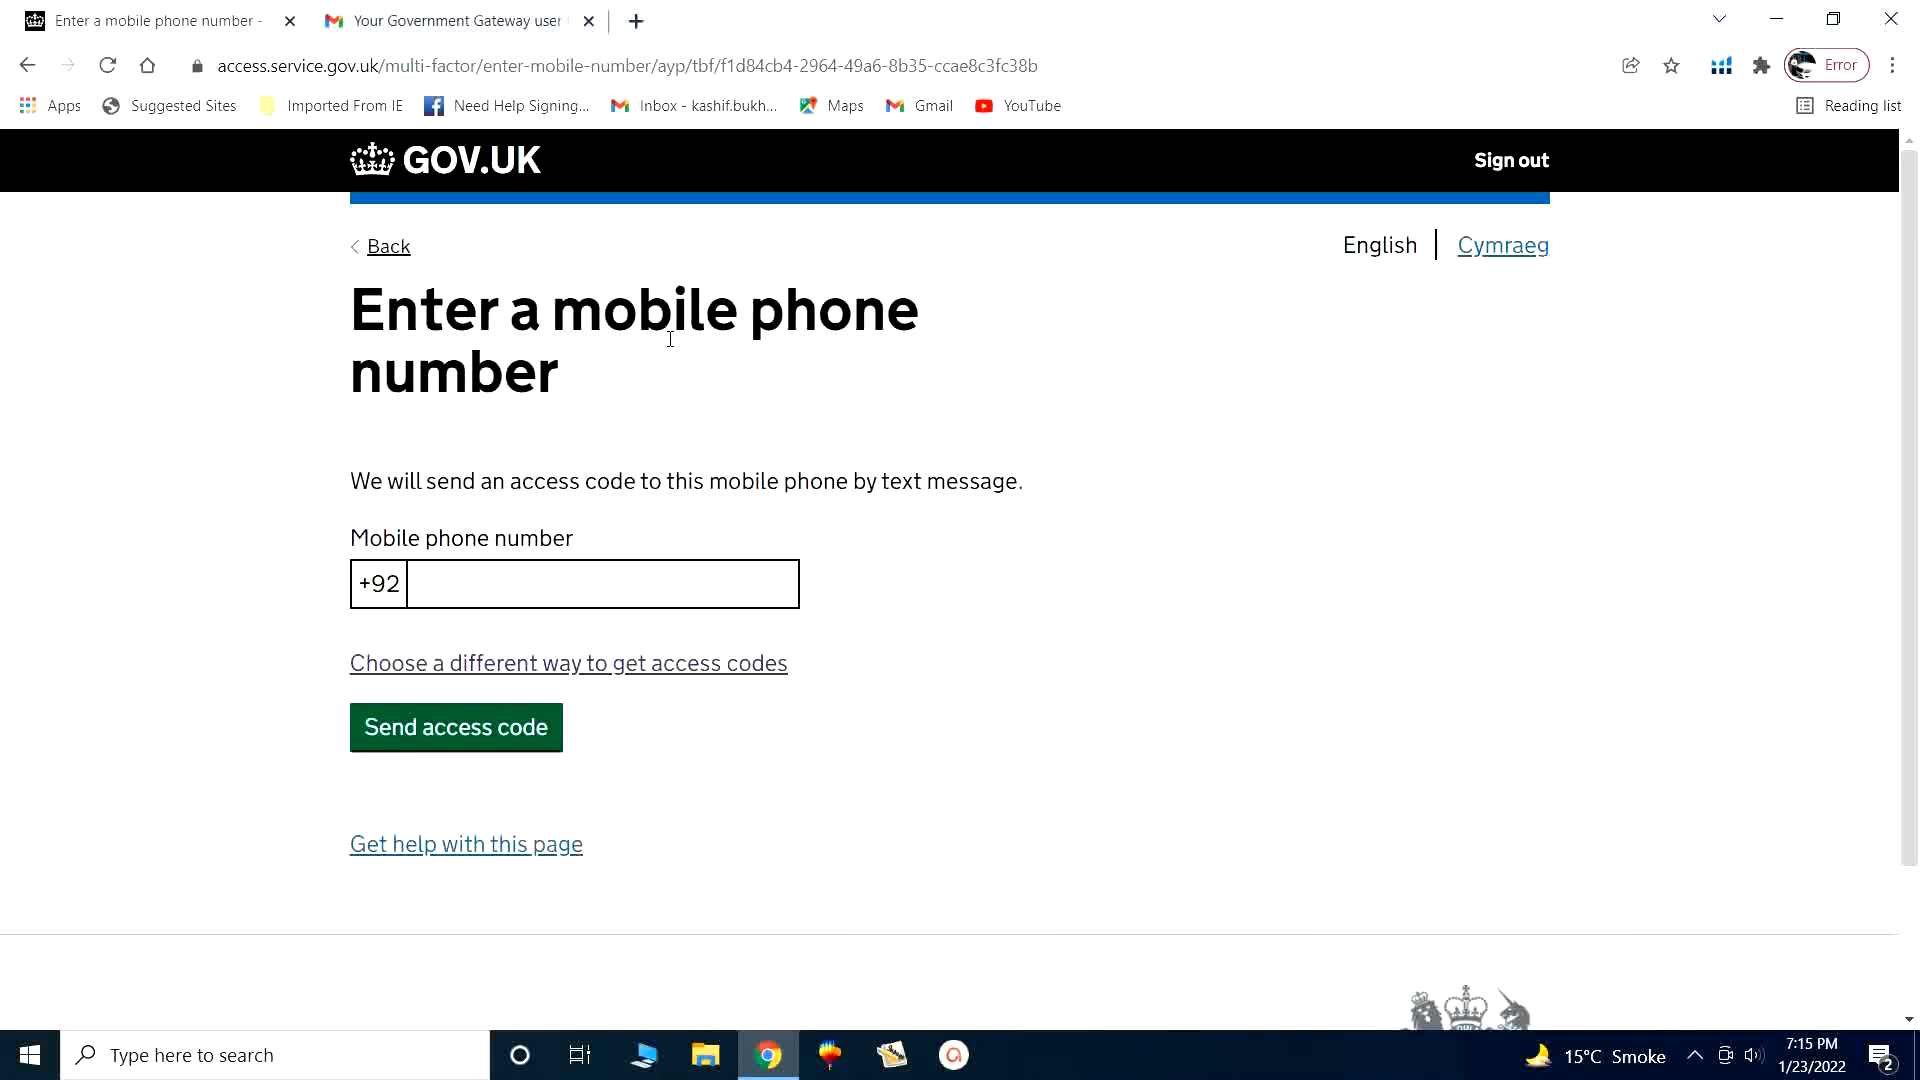 Enter a mobile phone number -
Your Government Gateway user
access.service.gov.uk/multi-factor/enter-mobile-number/ayp/tbf/f1d84cb4-2964-49a6-8b35-ccae8c3fc38b
Error
Apps
Suggested Sites
Imported From IE
Need Help Signing...
Inbox - kashif.bukh...
Maps
Gmail
YouTube
Reading list
GOV.UK
Sign out
Back
English
Cymraeg
Enter a mobile phone
number
We will send an access code to this mobile phone by text message.
Mobile phone number
+92
Choose a different way to get access codes
Send access code
Get help with this page
Type here to search
15°C Smoke
7:15 PM
1/23/2022
2